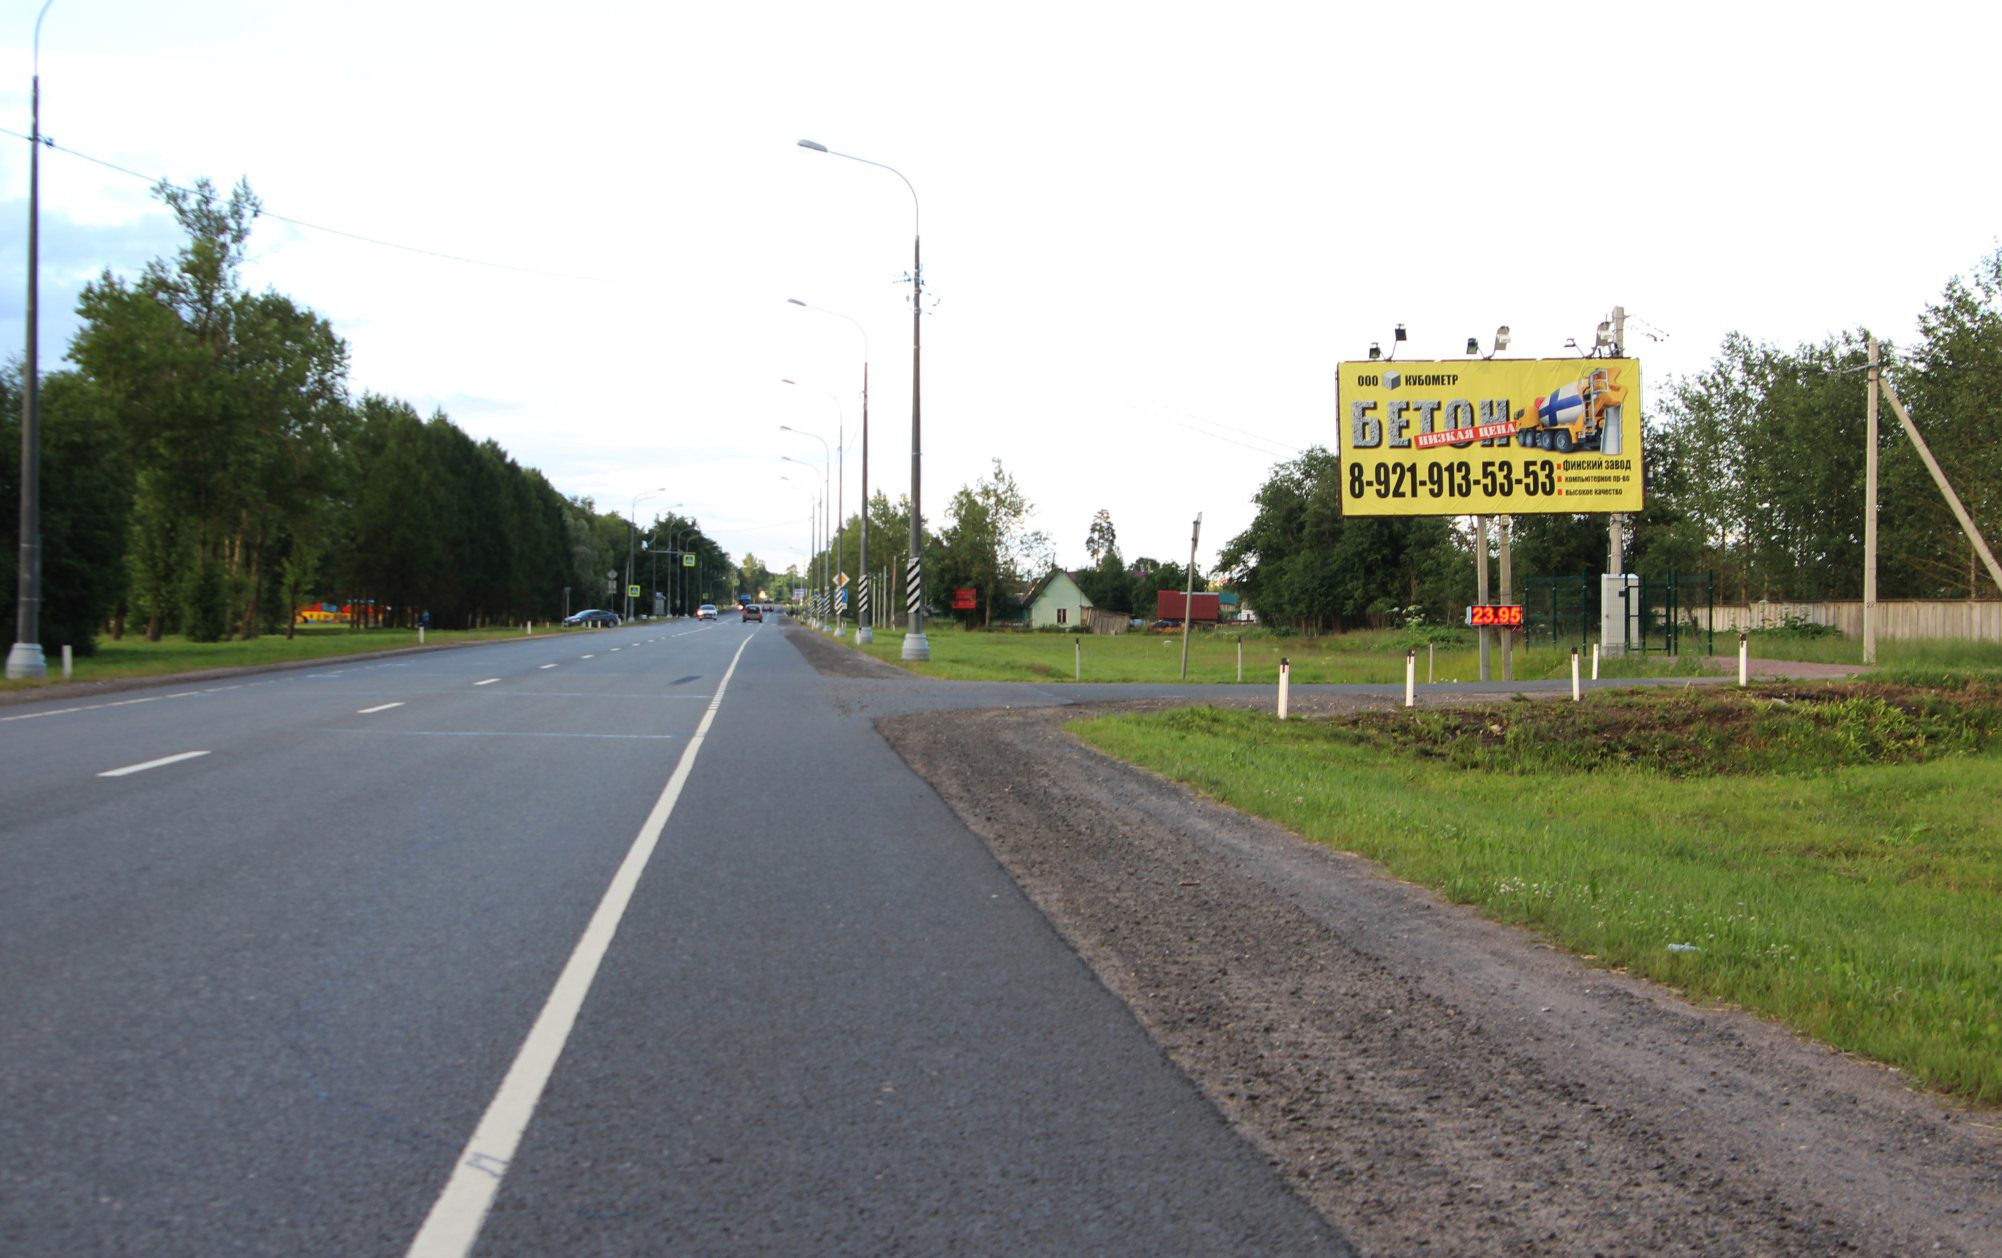 ООО КУБОМЕТР
БЕТОН
НИЗКАЯ ЦЕНА!
8-921-913-53-53
ФИНСКИЙ ЗАВОД
КОМПЬЮТЕРНОЕ ПР-ВО
ВЫСОКОЕ КАЧЕСТВО
23.95